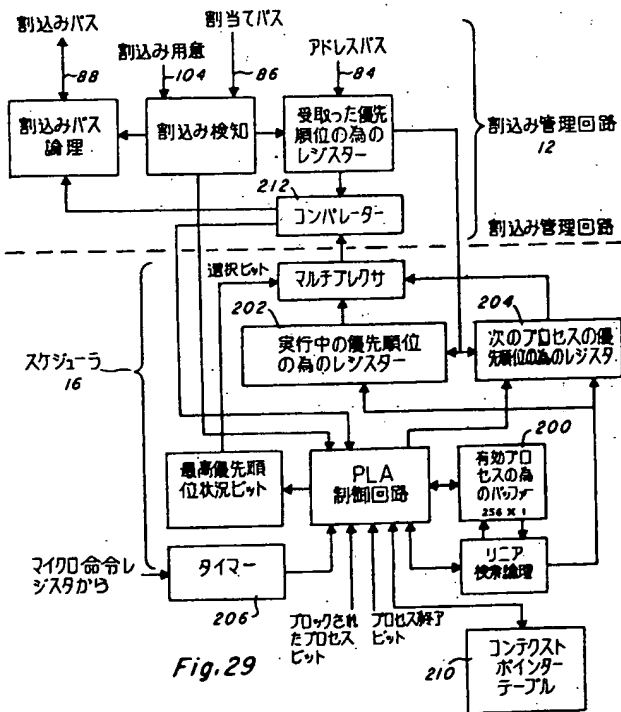 割込みバス
割込み用意
割当てバス
アドレスバス
88
104
86
84
割込みバス
論理
割込み検知
受取った優先
順位の為の
レジスター
割込み管理回路
12
212
コンパレーター
割込み管理回路
選択ビット
マルチプレクサ
202
204
実行中の優先順位
の為のレジスター
次のプロセスの優
先順位の為のレジスタ
スケジューラ
16
200
最高優先順
位状況ビット
PLA
制御回路
有効プロ
セスの為
のバッファー
256 X 1
リニア
検索論理
マイクロ命令レ
ジスタから
タイマー
206
ブロックされ
たプロセス
ビット
プロセス終了
ビット
210
コンテクスト
ポインター
テーブル
Fig.29